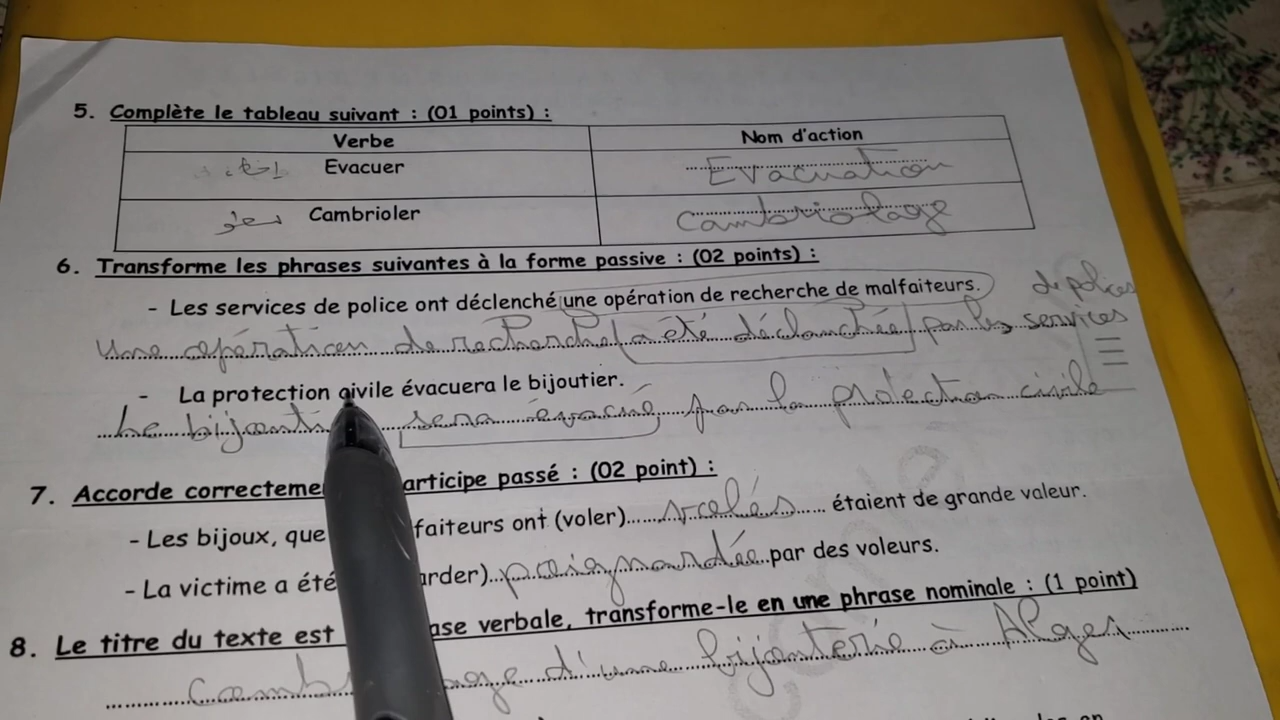 5. Complète le tableau suivant : (01 points) :
Verbe Nom d'action
Evacuer Evacuation
Cambrioler cambriolage
6. Transforme les phrases suivantes à la forme passive : (02 points) :
- Les services de police ont déclenché une opération de recherche de malfaiteurs.
de polices
Une opération de recherche a été déclanchée par les services
- La protection civile évacuera le bijoutier.
Le bijouti sera évacué par la protection civile
7. Accorde correcteme articipe passé : (02 point) :
- Les bijoux, que faiteurs ont (voler) volés étaient de grande valeur.
- La victime a été arder) poignardée par des voleurs.
8. Le titre du texte est ase verbale, transforme-le en une phrase nominale : (1 point)
Camb age d'une bijouterie à Alger